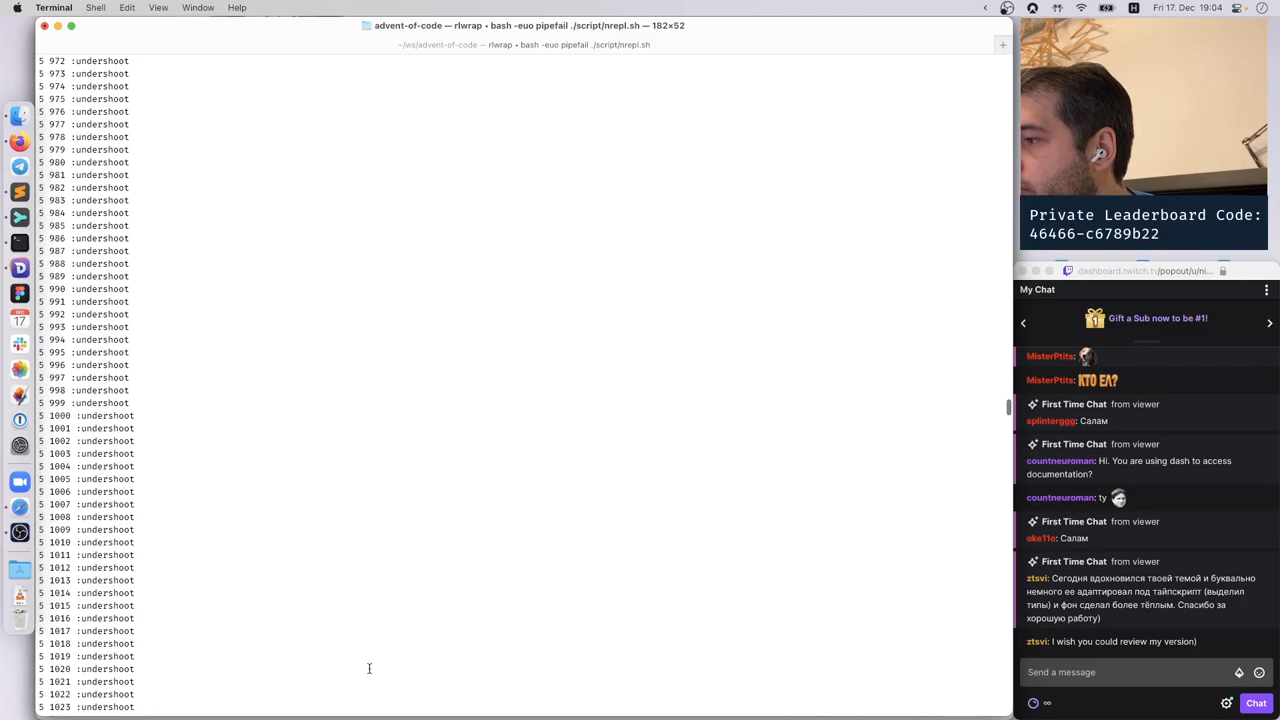 Terminal Shell Edit View Window Help
Fri 17. Dec 19:04
advent-of-code — rlwrap • bash -euo pipefail ./script/nrepl.sh — 182×52
~/ws/advent-of-code — rlwrap • bash -euo pipefail ./script/nrepl.sh
5 972 :undershoot
5 973 :undershoot
5 974 :undershoot
5 975 :undershoot
5 976 :undershoot
5 977 :undershoot
5 978 :undershoot
5 979 :undershoot
5 980 :undershoot
5 981 :undershoot
5 982 :undershoot
5 983 :undershoot
5 984 :undershoot
5 985 :undershoot
5 986 :undershoot
5 987 :undershoot
5 988 :undershoot
5 989 :undershoot
5 990 :undershoot
5 991 :undershoot
5 992 :undershoot
5 993 :undershoot
5 994 :undershoot
5 995 :undershoot
5 996 :undershoot
5 997 :undershoot
5 998 :undershoot
5 999 :undershoot
5 1000 :undershoot
5 1001 :undershoot
5 1002 :undershoot
5 1003 :undershoot
5 1004 :undershoot
5 1005 :undershoot
5 1006 :undershoot
5 1007 :undershoot
5 1008 :undershoot
5 1009 :undershoot
5 1010 :undershoot
5 1011 :undershoot
5 1012 :undershoot
5 1013 :undershoot
5 1014 :undershoot
5 1015 :undershoot
5 1016 :undershoot
5 1017 :undershoot
5 1018 :undershoot
5 1019 :undershoot
5 1020 :undershoot
5 1021 :undershoot
5 1022 :undershoot
5 1023 :undershoot
Private Leaderboard Code:
46466-c6789b22
dashboard.twitch.tv/popout/u/ni...
My Chat
1 Gift a Sub now to be #1!
MisterPtits:
MisterPtits: КТО ЕЛ?
First Time Chat from viewer
splinterggg: Салам
First Time Chat from viewer
countneuroman: Hi. You are using dash to access
documentation?
countneuroman: ty
First Time Chat from viewer
oke11o: Салам
First Time Chat from viewer
ztsvi: Сегодня вдохновился твоей темой и буквально
немного ее адаптировал под тайпскрипт (выделил
типы) и фон сделал более тёплым. Спасибо за
хорошую работу)
ztsvi: I wish you could review my version)
Send a message
Chat
DEC
17